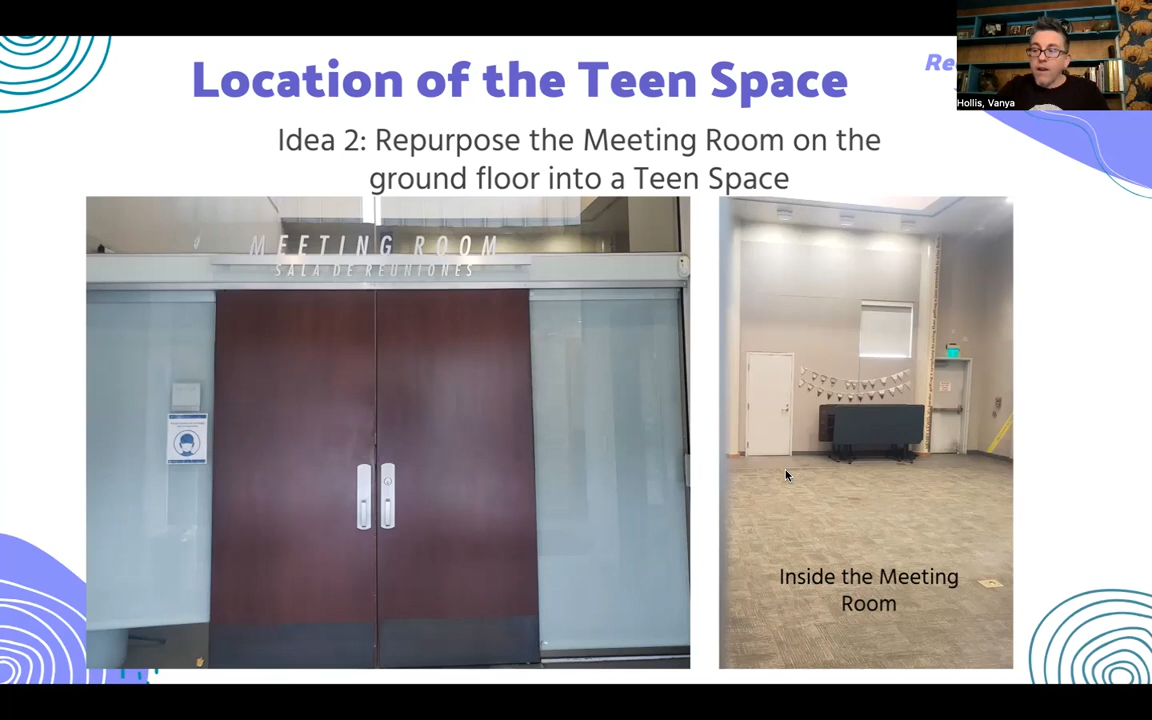 Location of the Teen Space
Re
Hollis, Vanya
Idea 2: Repurpose the Meeting Room on the
ground floor into a Teen Space
MEETING ROOM
SALA DE REUNIONES
Inside the Meeting
Room